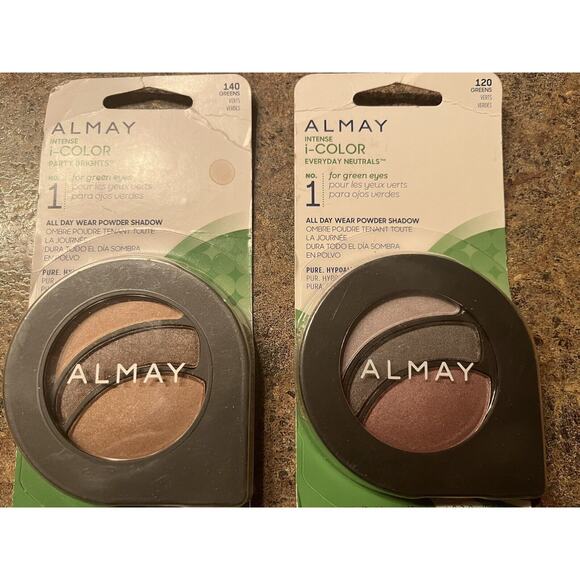 140
GREENS
VERTS
VERDES
ALMAY
INTENSE
i-COLOR
PARTY BRIGHTS™
NO.
1
for green eyes
pour les yeux verts
para ojos verdes
ALL DAY WEAR POWDER SHADOW
OMBRE POUDRE TENANT TOUTE
LA JOURNÉE
DURA TODO EL DÍA SOMBRA
EN POLVO
PURE. HYPOA
PUR.
ALMAY
120
GREENS
VERTS
VERDES
ALMAY
INTENSE
i-COLOR
EVERYDAY NEUTRALS™
NO.
1
for green eyes
pour les yeux verts
para ojos verdes
ALL DAY WEAR POWDER SHADOW
OMBRE POUDRE TENANT TOUTE
LA JOURNÉE
DURA TODO EL DÍA SOMBRA
EN POLVO
PURE. HYPOAL
PUR. HYP
PURA
ALMAY